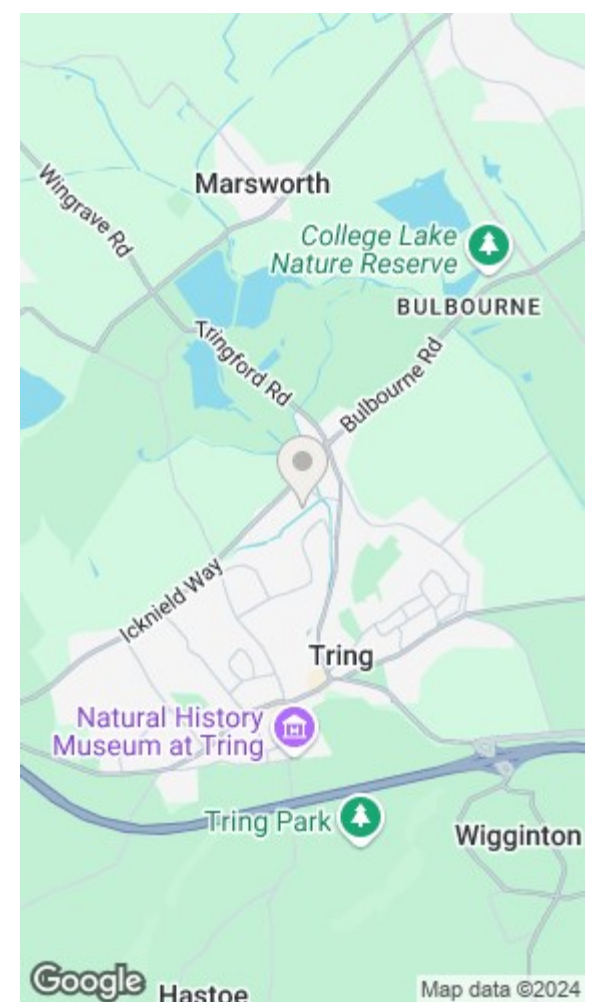 Marsworth
Wingrave Rd
College Lake
Nature Reserve
BULBOURNE
Tringford Rd
Bulbourne Rd
Icknield Way
Tring
Natural History
Museum at Tring
Tring Park
Wigginton
Google
Hastoe
Map data ©2024